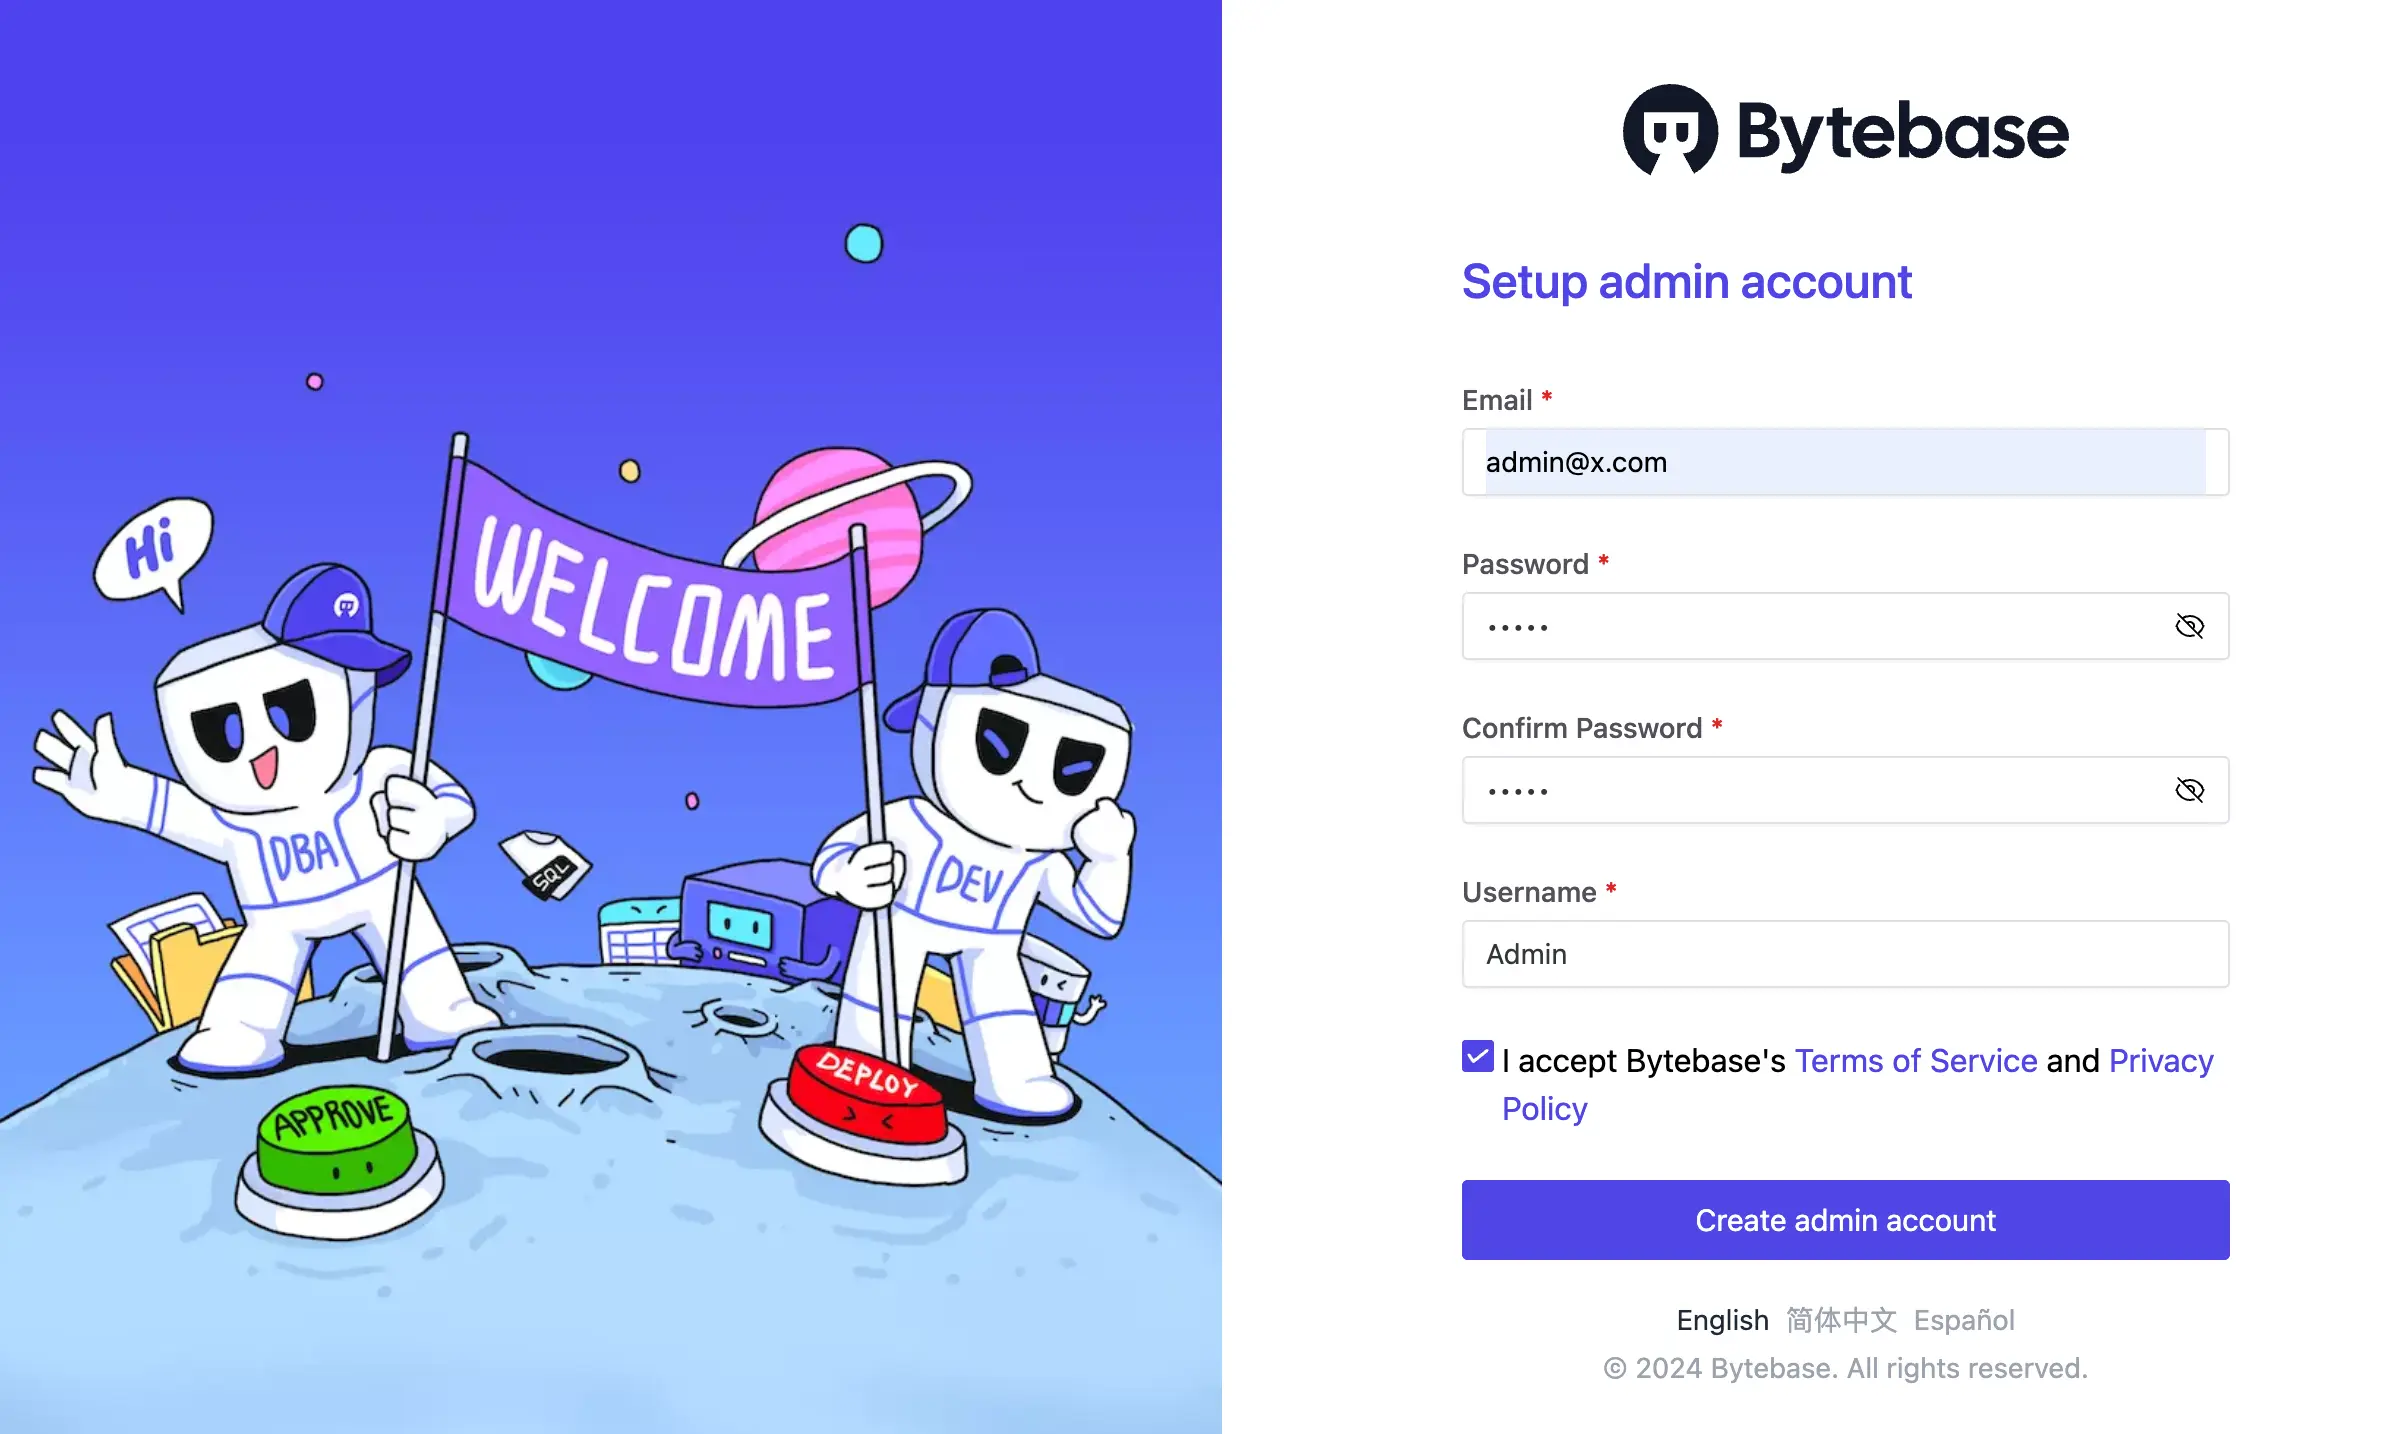 Hi
WELCOME
DBA
DEV
SQL
APPROVE
DEPLOY
Bytebase
Setup admin account
Email *
admin@x.com
Password *
•••••
Confirm Password *
•••••
Username *
Admin
I accept Bytebase's Terms of Service and Privacy
Policy
Create admin account
English 简体中文 Español
© 2024 Bytebase. All rights reserved.